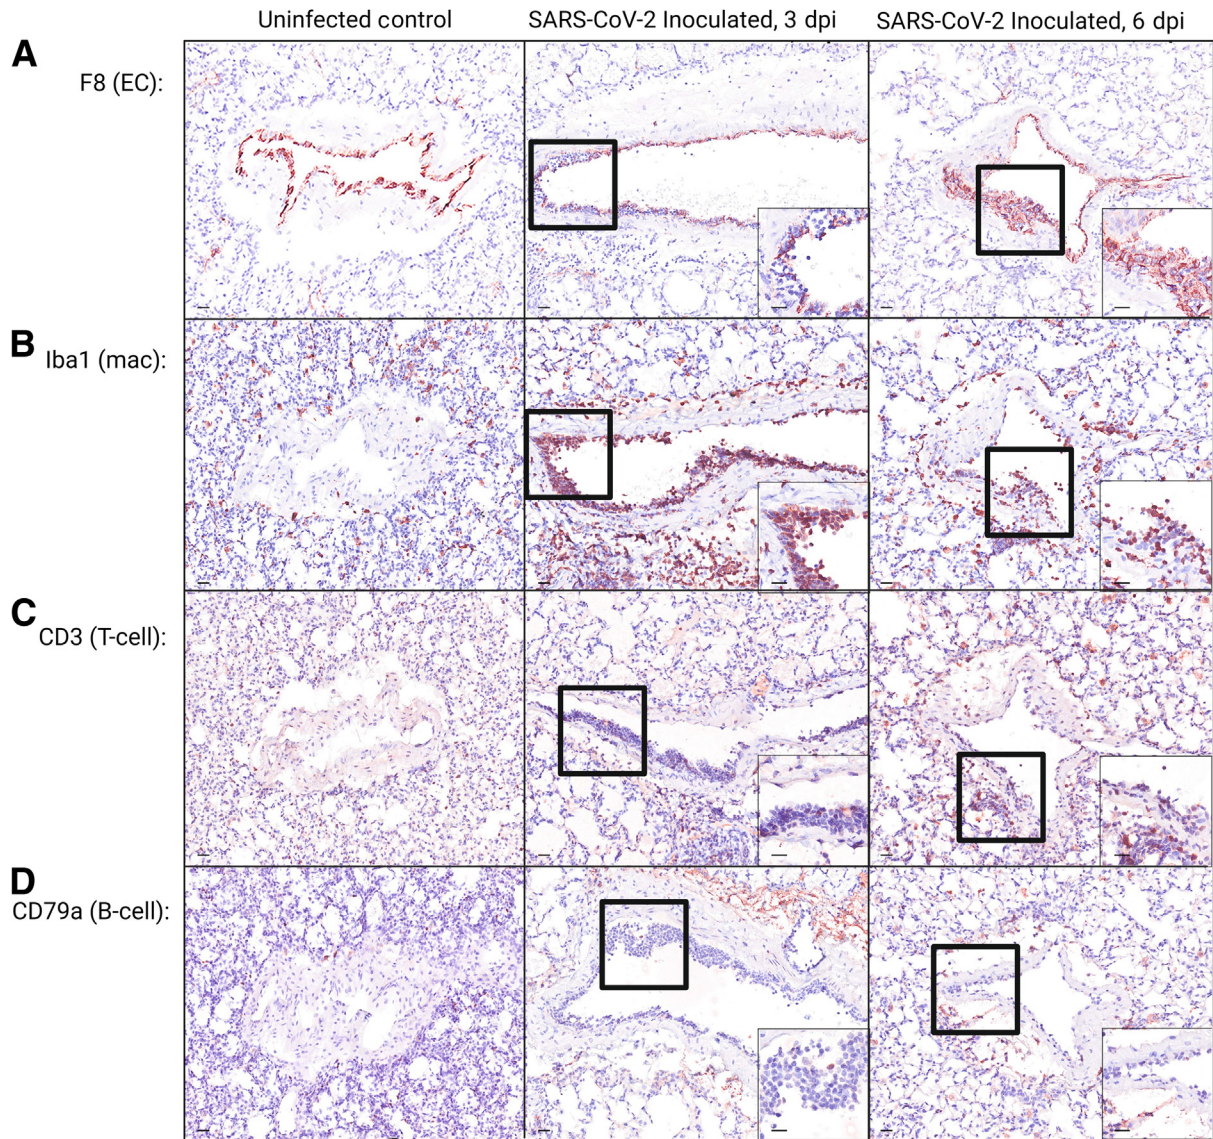 Uninfected control
SARS-CoV-2 Inoculated, 3 dpi
SARS-CoV-2 Inoculated, 6 dpi
A
F8 (EC):
B
Iba1 (mac):
C
CD3 (T-cell):
D
CD79a (B-cell):